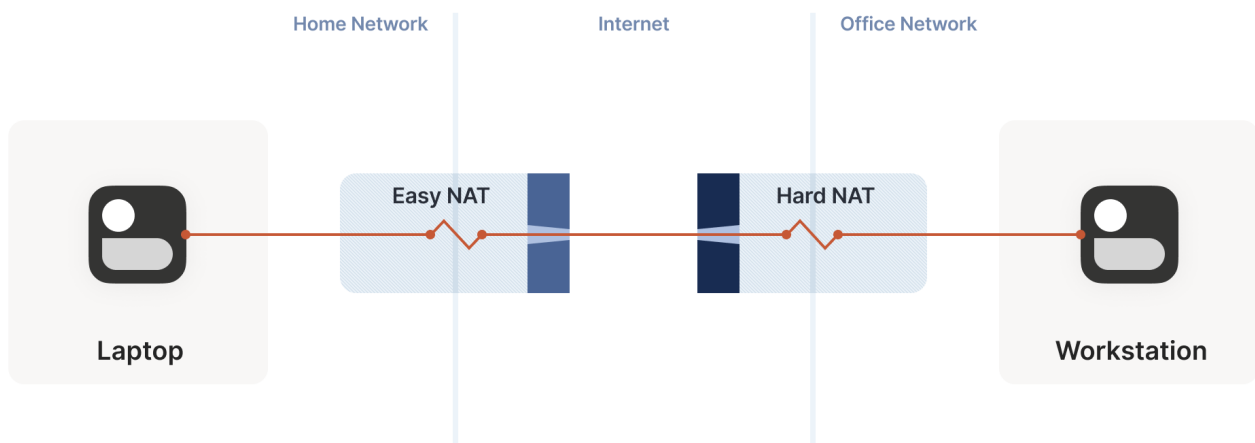 Home Network
Internet
Office Network
Easy NAT
Hard NAT
Laptop
Workstation